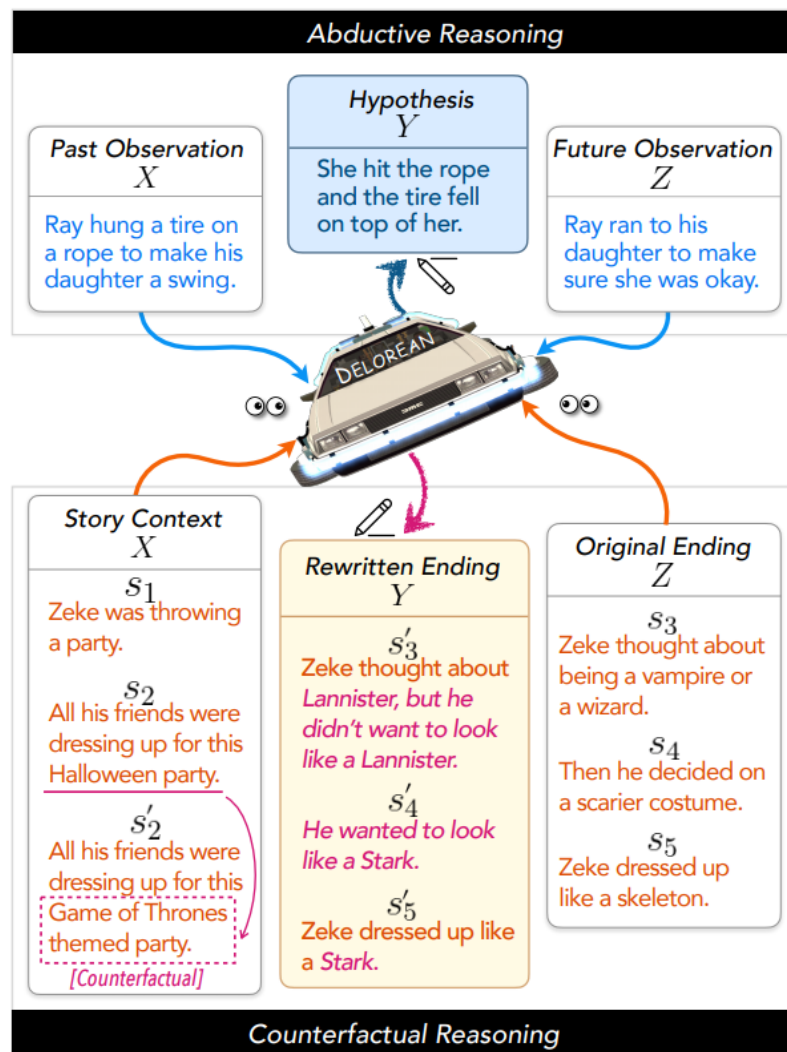 Abductive Reasoning
Past Observation
X
Ray hung a tire on
a rope to make his
daughter a swing.
Hypothesis
Y
She hit the rope
and the tire fell
on top of her.
Future Observation
Z
Ray ran to his
daughter to make
sure she was okay.
DELOREAN
Story Context
X
s1
Zeke was throwing
a party.
s2
All his friends were
dressing up for this
Halloween party.
s′2
All his friends were
dressing up for this
Game of Thrones
themed party.
[Counterfactual]
Rewritten Ending
Y
s′3
Zeke thought about
Lannister, but he
didn't want to look
like a Lannister.
s′4
He wanted to look
like a Stark.
s′5
Zeke dressed up like
a Stark.
Original Ending
Z
s3
Zeke thought about
being a vampire or
a wizard.
s4
Then he decided on
a scarier costume.
s5
Zeke dressed up
like a skeleton.
Counterfactual Reasoning